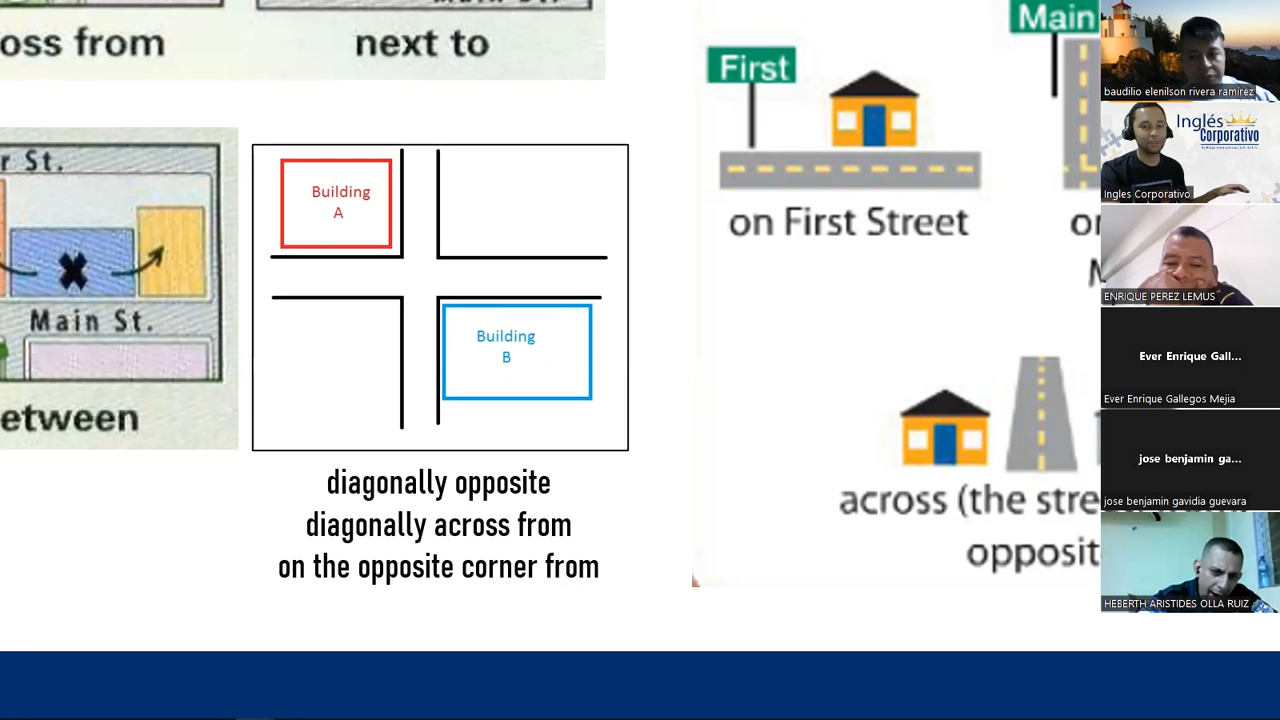 oss from
next to
r St.
Main St.
etween
Building
A
Building
B
diagonally opposite
diagonally across from
on the opposite corner from
First
on First Street
Main
across (the stre
opposit
baudilio elenilson rivera ramirez
Inglés
Corporativo
Ingles Corporativo
ENRIQUE PEREZ LEMUS
Ever Enrique Gall...
Ever Enrique Gallegos Mejia
jose benjamin ga...
jose benjamin gavidia guevara
HEBERTH ARISTIDES OLLA RUIZ